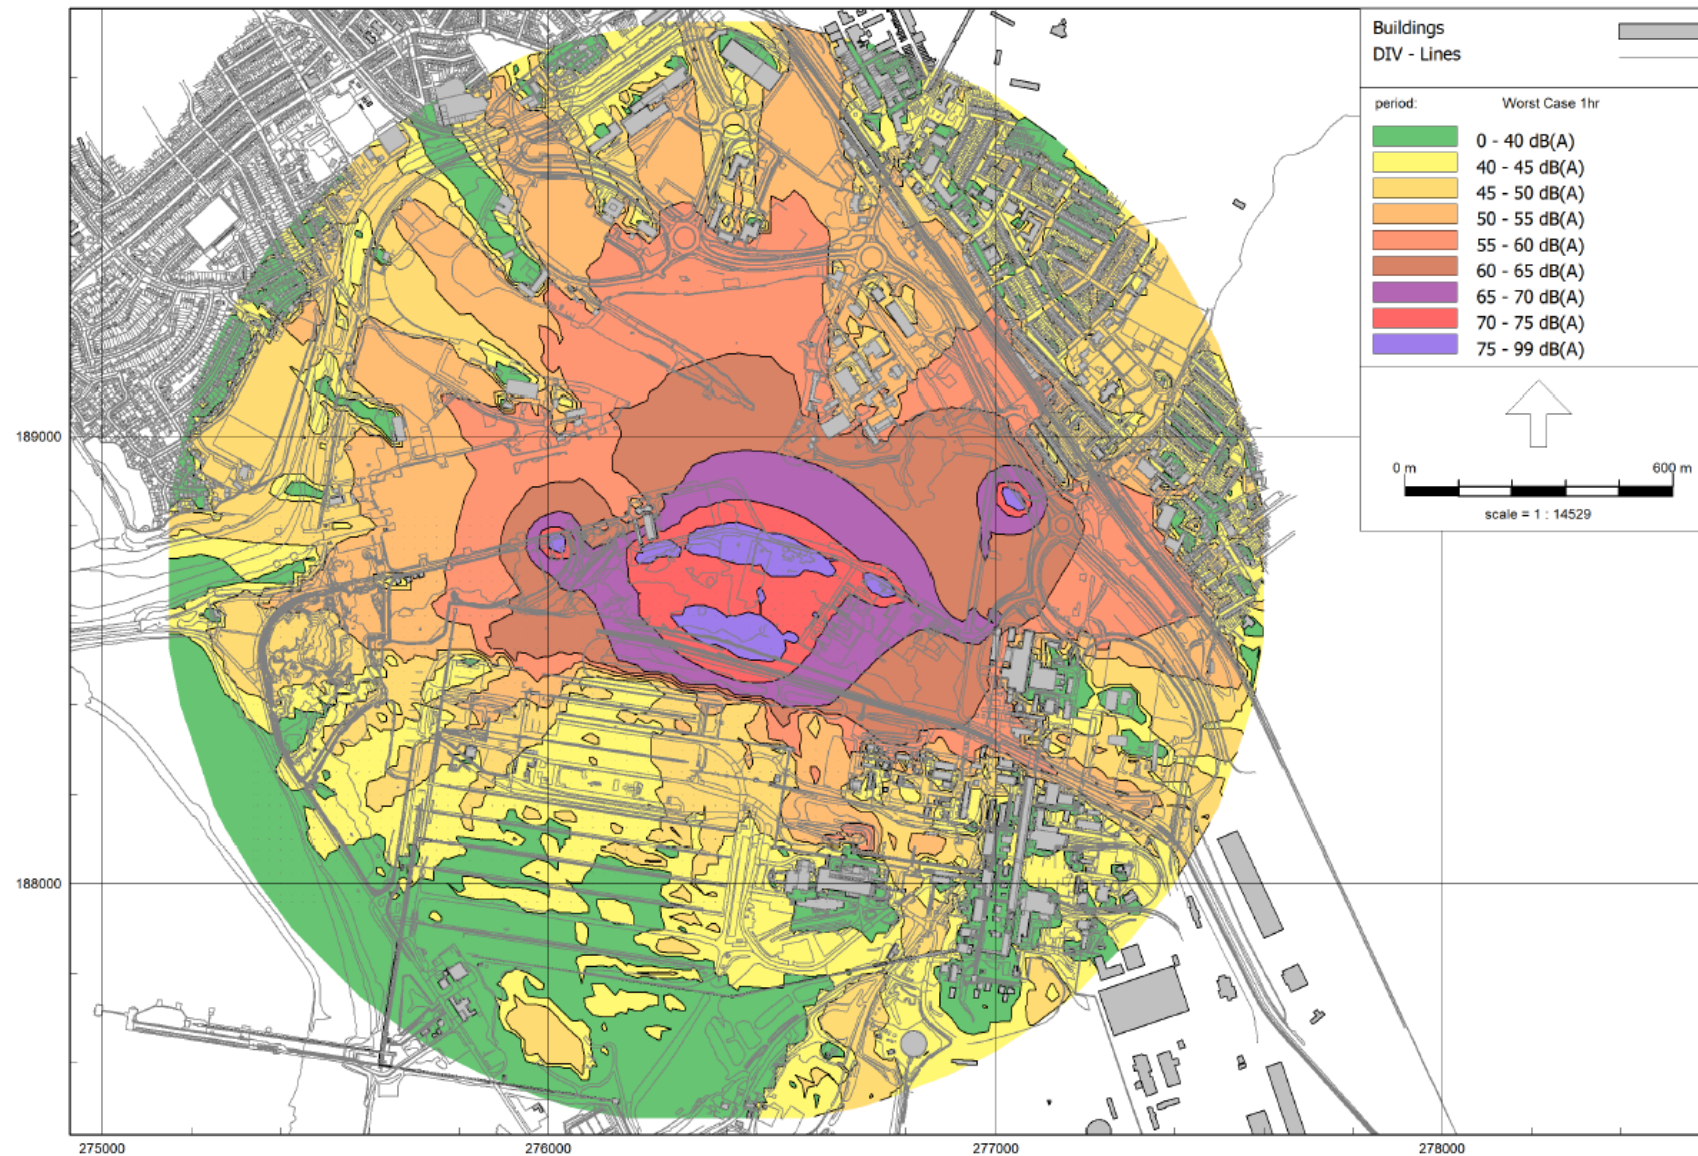 Buildings
DIV - Lines
period: Worst Case 1hr
0 - 40 dB(A)
40 - 45 dB(A)
45 - 50 dB(A)
50 - 55 dB(A)
55 - 60 dB(A)
60 - 65 dB(A)
65 - 70 dB(A)
70 - 75 dB(A)
75 - 99 dB(A)
0 m 600 m
scale = 1 : 14529
189000
188000
275000 276000 277000 278000